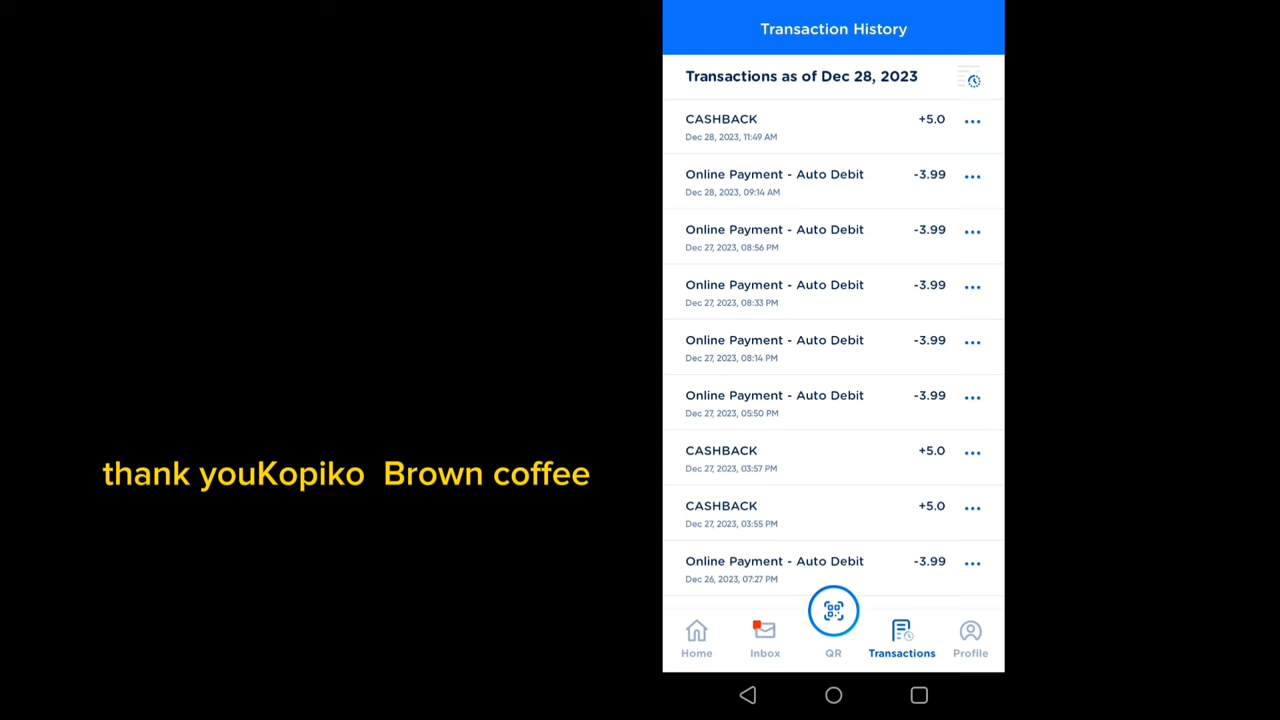 Transaction History
Transactions as of Dec 28, 2023
CASHBACK +5.0
Dec 28, 2023, 11:49 AM
Online Payment - Auto Debit -3.99
Dec 28, 2023, 09:14 AM
Online Payment - Auto Debit -3.99
Dec 27, 2023, 08:56 PM
Online Payment - Auto Debit -3.99
Dec 27, 2023, 08:33 PM
Online Payment - Auto Debit -3.99
Dec 27, 2023, 08:14 PM
Online Payment - Auto Debit -3.99
Dec 27, 2023, 05:50 PM
CASHBACK +5.0
Dec 27, 2023, 03:57 PM
CASHBACK +5.0
Dec 27, 2023, 03:55 PM
Online Payment - Auto Debit -3.99
Dec 26, 2023, 07:27 PM
Home Inbox QR Transactions Profile
thank youKopiko  Brown coffee